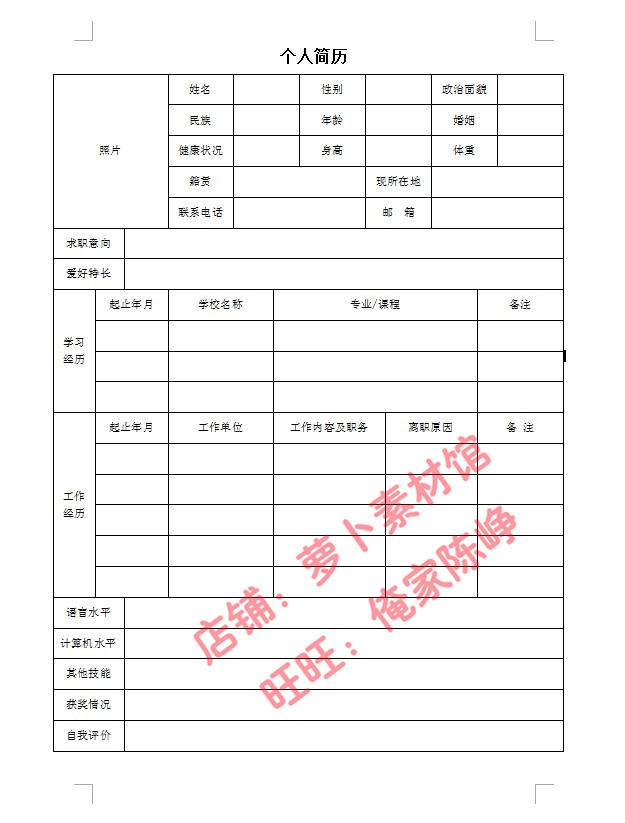 个人简历
照片
姓名 性别 政治面貌
民族 年龄 婚姻
健康状况 身高 体重
籍贯 现所在地
联系电话 邮 箱
求职意向
爱好特长
学习
经历
起止年月 学校名称 专业/课程 备注
工作
经历
起止年月 工作单位 工作内容及职务 离职原因 备 注
语言水平
计算机水平
其他技能
获奖情况
自我评价
店铺：萝卜素材馆
旺旺：俺家陈峥